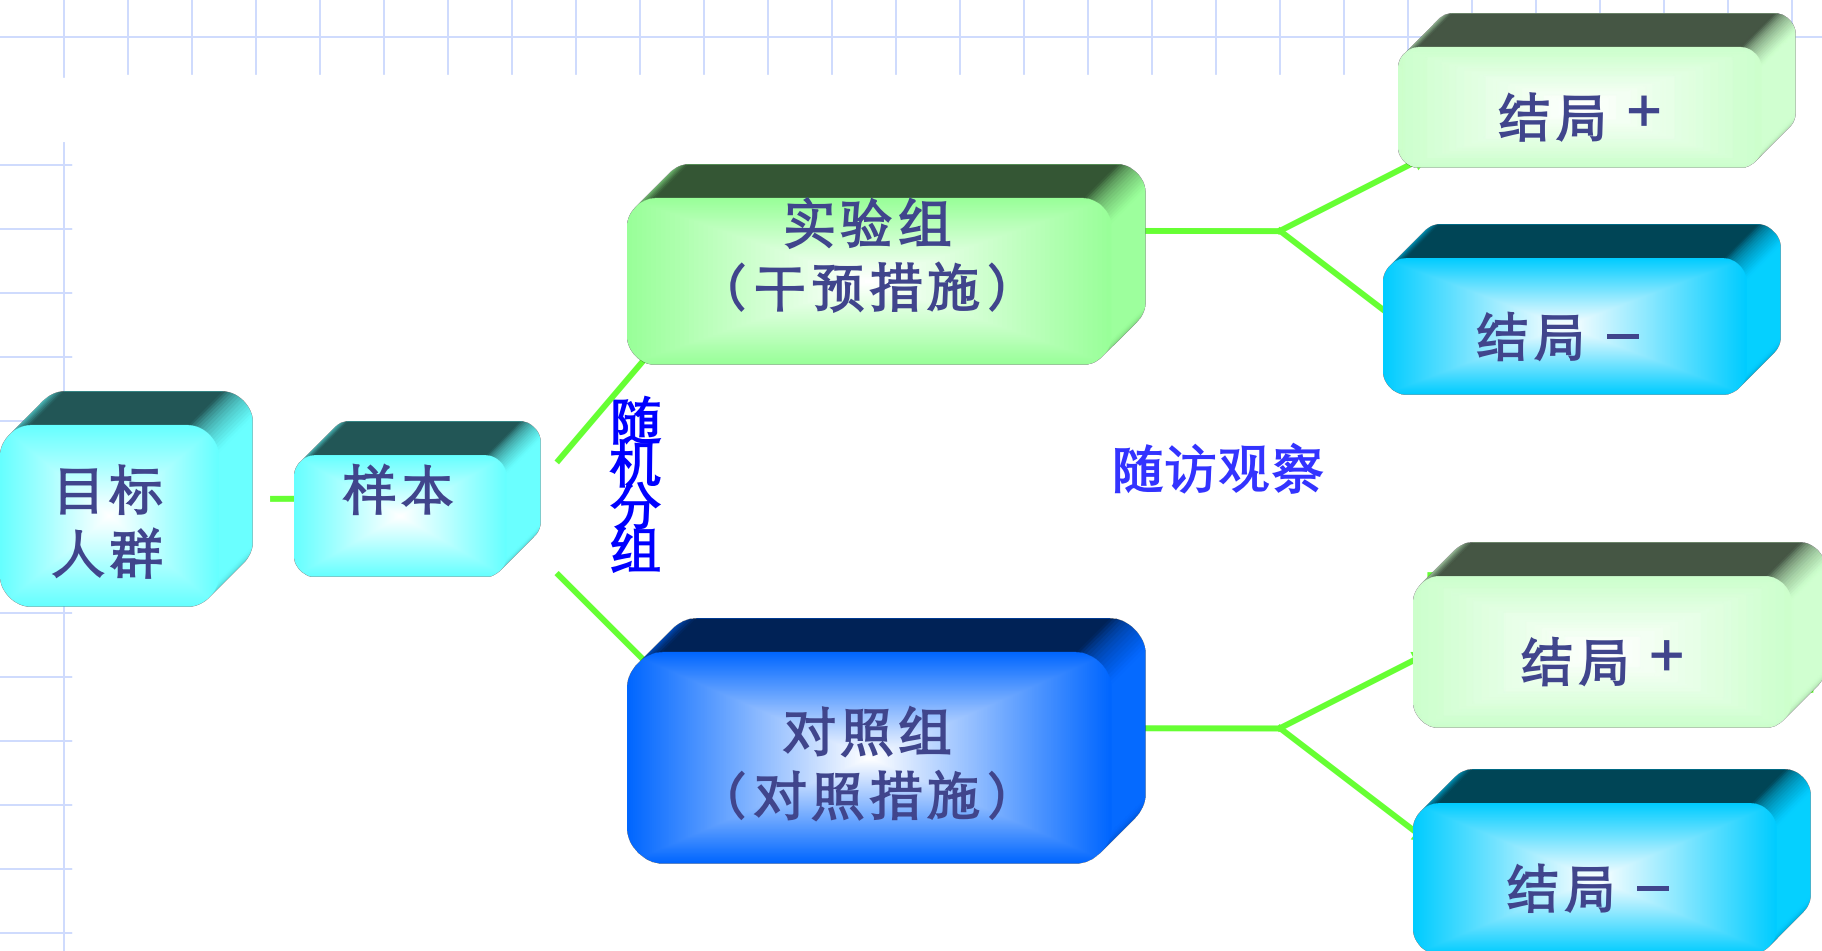 目标
人群
样本
随
机
分
组
实验组
（干预措施）
对照组
（对照措施）
随访观察
结局 +
结局 －
结局 +
结局 －